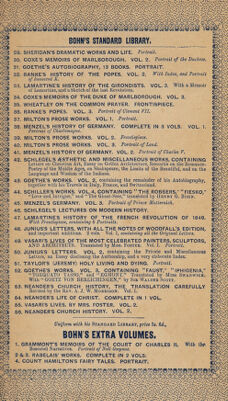 BOHN'S STANDARD LIBRARY.
29. SHERIDAN'S DRAMATIC WORKS AND LIFE. Portrait.
30. COXE'S MEMOIRS OF MARLBOROUGH. VOL. 2. Portrait of the Duchess.
31. GOETHE'S AUTOBIOGRAPHY, 13 BOOKS. PORTRAIT.
32. RANKE'S HISTORY OF THE POPES. VOL. 2. With Index, and Portrait
of Innocent X.
33. LAMARTINE'S HISTORY OF THE GIRONDISTS. VOL. 3. With a Memoir
of Lamartine, and a Sketch of the last Revolution.
34. COXE'S MEMOIRS OF THE DUKE OF MARLBOROUGH. VOL. 3.
35. WHEATLEY ON THE COMMON PRAYER. FRONTISPIECE.
36. RANKE'S POPES. VOL. 3. Portrait of Clement VII.
37. MILTON'S PROSE WORKS. VOL. 1. Portrait.
38. MENZEL'S HISTORY OF GERMANY. COMPLETE IN 3 VOLS. VOL. 1.
Portrait of Charlemagne.
39. MILTON'S PROSE WORKS. VOL. 2. Frontispiece.
40. MILTON'S PROSE WORKS. VOL. 3. Portrait of
41. MENZEL'S HISTORY OF GERMANY. VOL. 2. Portrait of Charles V.
42. SCHLEGEL'S ÆSTHETIC AND MISCELLANEOUS WORKS, CONTAINING
Letters on Christian Art, Essay on Gothic Architecture, Remarks on the Romance-
Poetry of the Middle Ages, on Shakspeare, the Limits of the Beautiful, and on the
Language and Wisdom of the Indians.
43. GOETHE'S WORKS. VOL. 2, containing the remainder of his Autobiography,
together with his Travels in Italy, France, and Switzerland.
44. SCHILLER'S WORKS, VOL. 4, CONTAINING "THE ROBBERS," "FIESKO,"
"Love and Intrigue," and "The Ghost-Seer," translated by HENRY G. BOHN.
45. MENZEL'S GERMANY, VOL. 3. Portrait of Prince Metternich.
46. SCHLEGEL'S LECTURES ON MODERN HISTORY.
47. LAMARTINE'S HISTORY OF THE FRENCH REVOLUTION OF 1848.
With Frontispiece, containing 6 Portraits.
48. JUNIUS'S LETTERS, WITH ALL THE NOTES OF WOODFALL'S EDITION,
and important additions. 2 vols. Vol. 1, containing all the Original Letters.
49. VASARI'S LIVES OF THE MOST CELEBRATED PAINTERS, SCULPTORS,
AND ARCHITECTS. Translated by Mrs. FOSTER. Vol. 1. Portrait.
50. JUNIUS'S LETTERS, VOL. 2, containing the Private and Miscellaneous
Letters, an Essay disclosing the Authorship, and a very elaborate Index.
51. TAYLOR'S (JEREMY) HOLY LIVING AND DYING. Portrait.
52. GOETHE'S WORKS. VOL. 3. CONTAINING "FAUST," "IPHIGENIA,"
"TORQUATO TASSO," and "EGMONT," Translated by MISS SWANWICK.
With "GOETZ VON BERLICHINGEN," by SIR WALTER SCOTT.
53. NEANDER'S CHURCH HISTORY, THE TRANSLATION CAREFULLY
Revised by the REV. A. J. W. MORRISON. VOL. 1.
54. NEANDER'S LIFE OF CHRIST. COMPLETE IN 1 VOL.
55. VASARI'S LIVES, BY MRS. FOSTER. VOL. 2.
56. NEANDER'S CHURCH HISTORY. VOL. 2.
Uniform with the STANDARD LIBRARY, price 3s. 6d.,
BOHN'S EXTRA VOLUMES.
1. GRAMMONT'S MEMOIRS OF THE COURT OF CHARLES II. With the
Boscobel Narratives. Portrait of Nell Gwynne.
2 & 3. RABELAIS' WORKS. COMPLETE IN 2 VOLS.
4. COUNT HAMILTON'S FAIRY TALES. PORTRAIT.